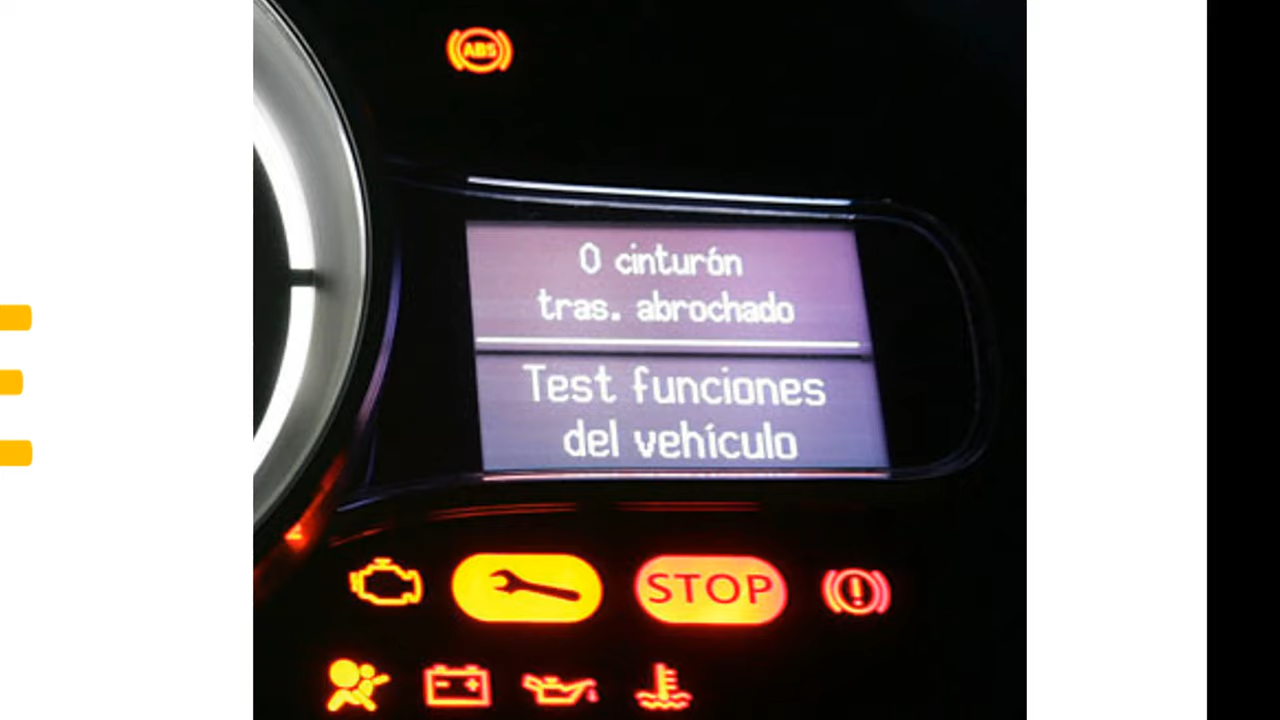 ABS
0 cinturón
tras. abrochado
Test funciones
del vehículo
STOP